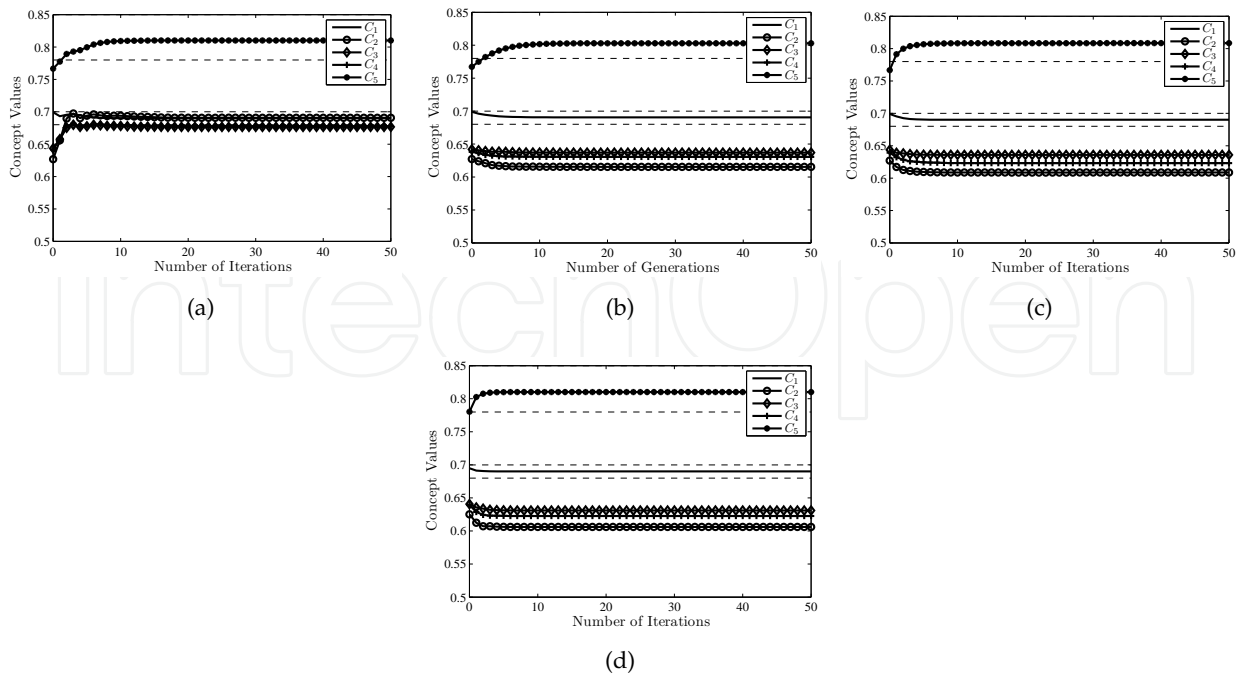 0.85
0.8
0.75
0.7
0.65
0.6
0.55
0.5
0 10 20 30 40 50
Concept Values
Number of Iterations
C1
C2
C3
C4
C5
(a)
0.85
0.8
0.75
0.7
0.65
0.6
0.55
0.5
0 10 20 30 40 50
Concept Values
Number of Generations
C1
C2
C3
C4
C5
(b)
0.85
0.8
0.75
0.7
0.65
0.6
0.55
0.5
0 10 20 30 40 50
Concept Values
Number of Iterations
C1
C2
C3
C4
C5
(c)
0.85
0.8
0.75
0.7
0.65
0.6
0.55
0.5
0 10 20 30 40 50
Concept Values
Number of Iterations
C1
C2
C3
C4
C5
(d)
IntechOpen